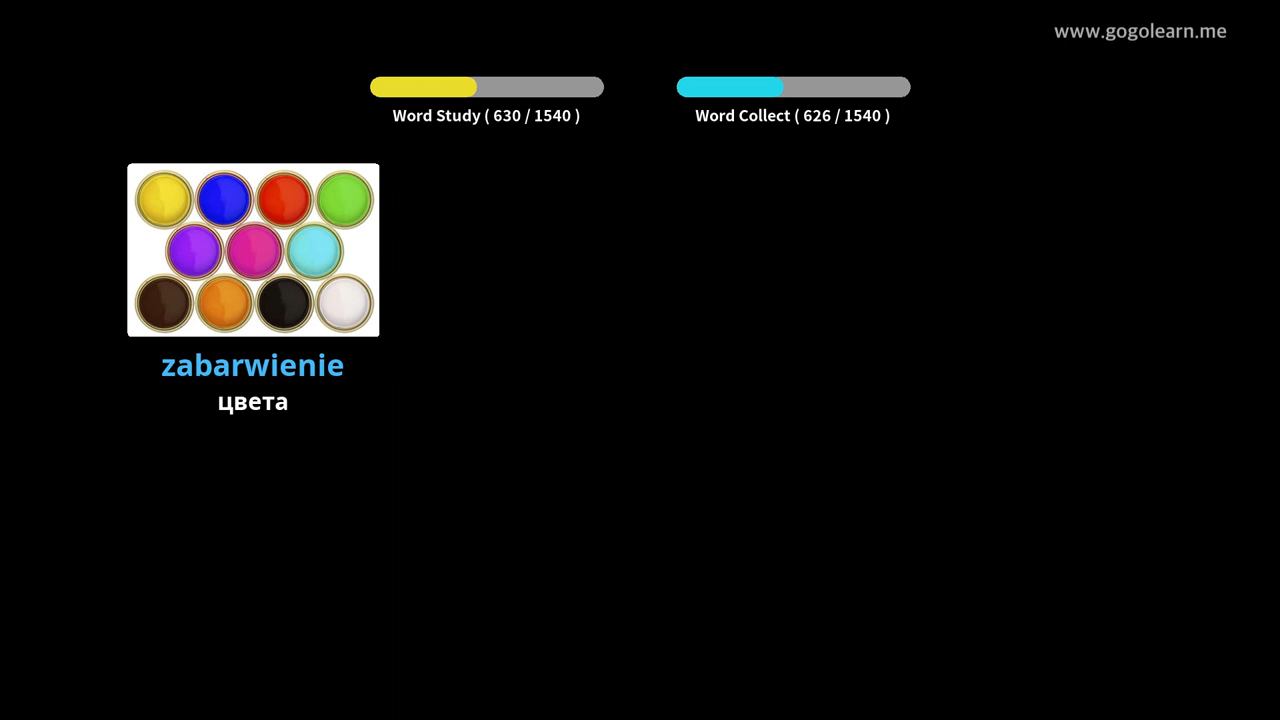 www.gogolearn.me
Word Study ( 630 / 1540 )
Word Collect ( 626 / 1540 )
zabarwienie
цвета